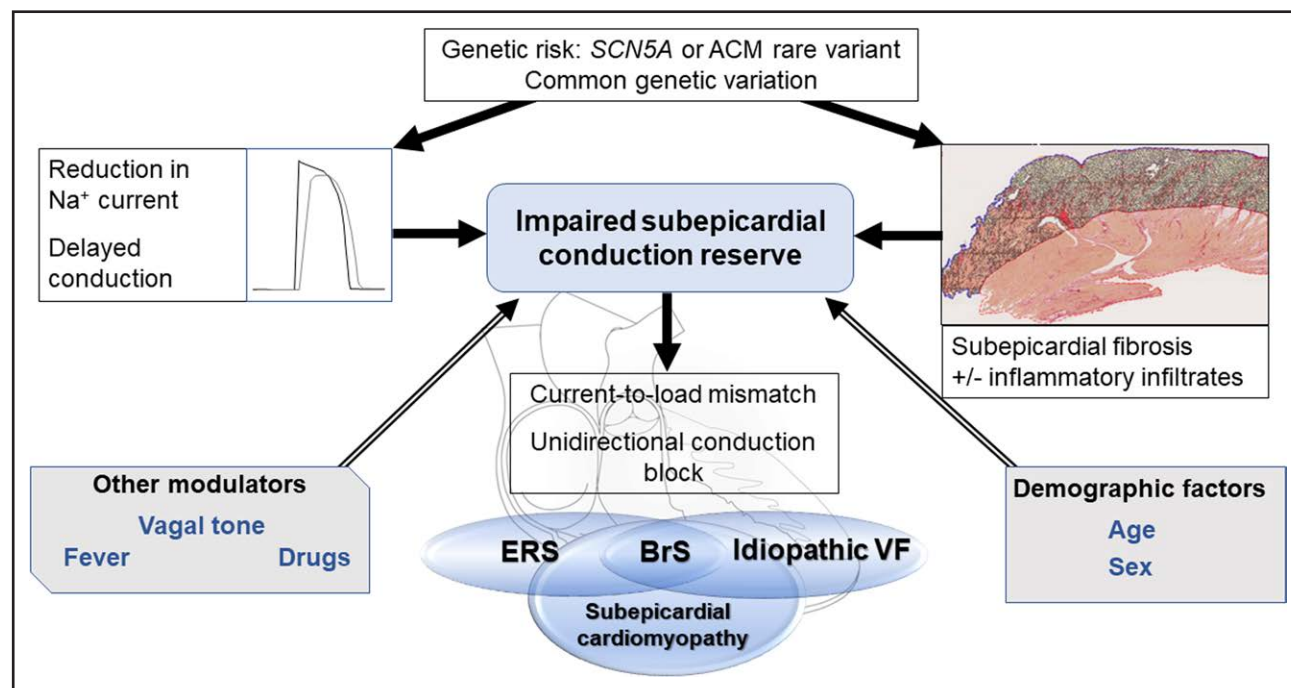 Genetic risk: SCN5A or ACM rare variant
Common genetic variation
Reduction in
Na⁺ current
Delayed
conduction
Impaired subepicardial
conduction reserve
Subepicardial fibrosis
+/- inflammatory infiltrates
Current-to-load mismatch
Unidirectional conduction
block
Other modulators
Vagal tone
Fever Drugs
Demographic factors
Age
Sex
ERS BrS Idiopathic VF
Subepicardial
cardiomyopathy